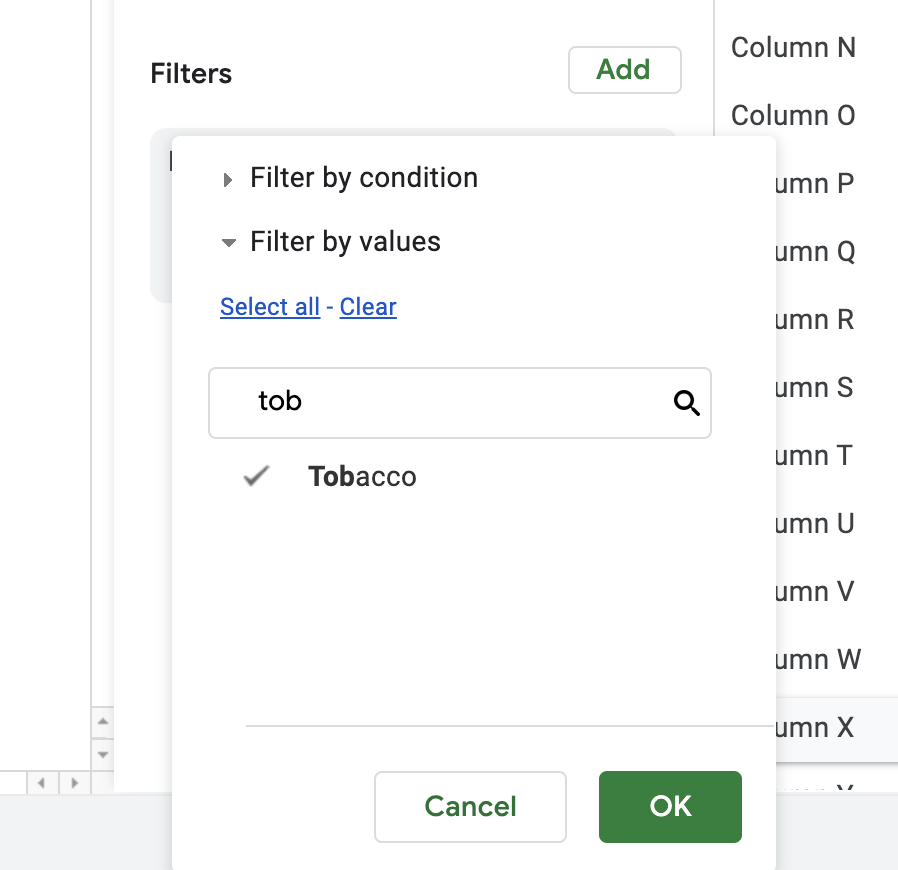 Filters
Add
Filter by condition
Filter by values
Select all - Clear
tob
Tobacco
Cancel
OK
Column N
Column O
umn P
umn Q
umn R
umn S
umn T
umn U
umn V
umn W
umn X